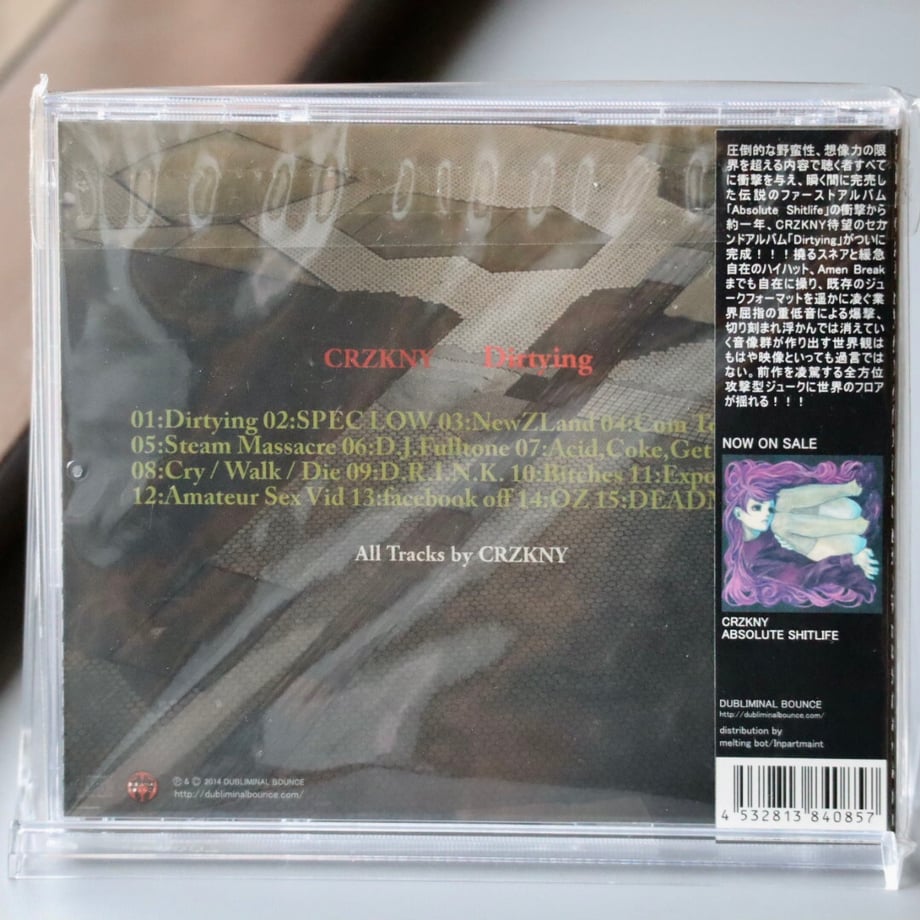 CRZKNY Dirtying
01:Dirtying 02:SPEC LOW 03:NewZLand 04:Com
05:Steam Massacre 06:D.J.Fulltone 07:Acid,Coke,Get
08:Cry / Walk / Die 09:D.R.I.N.K. 10:Bitches 11:Expo
12:Amateur Sex Vid 13:facebook off 14:OZ 15:DEAD
All Tracks by CRZKNY
℗ & © 2014 DUBLIMINAL BOUNCE
http://dubliminalbounce.com/
圧倒的な野蛮性、想像力の限
界を超える内容で聴く者すべて
に衝撃を与え、瞬く間に完売し
た伝説のファーストアルバム
「Absolute Shitlife」の衝撃から
約一年、CRZKNY待望のセカ
ンドアルバム「Dirtying」がついに
完成!!!撓るスネアと緩急
自在のハイハット、Amen Break
までも自在に操り、既存のジュ
ークフォーマットを遥かに凌ぐ業
界屈指の重低音による爆撃、
切り刻まれ浮かんでは消えてい
く音像群が作り出す世界観は
もはや映像といっても過言では
ない。前作を凌駕する全方位
攻撃型ジュークに世界のフロア
が揺れる!!!
NOW ON SALE
CRZKNY
ABSOLUTE SHITLIFE
DUBLIMINAL BOUNCE
http://dubliminalbounce.com/
distribution by
melting bot/Inpartmaint
4 532813 840857